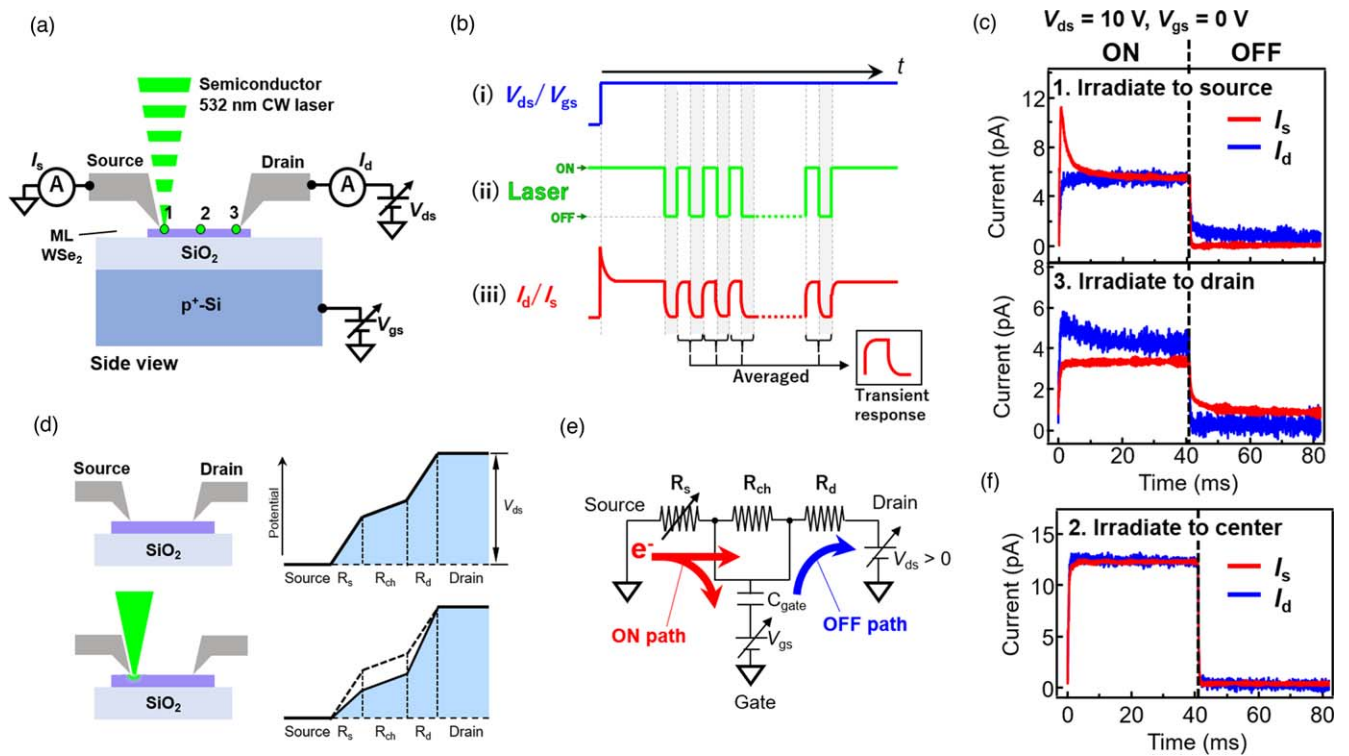 (a)
Semiconductor
532 nm CW laser
Is
Source
Drain
Id
A
A
Vds
1
2
3
ML
WSe2
SiO2
p+-Si
Vgs
Side view
(b)
t
(i) Vds/ Vgs
ON
(ii) Laser
OFF
(iii) Id/Is
Averaged
Transient
response
(c)
Vds = 10 V, Vgs = 0 V
ON
OFF
1. Irradiate to source
Is
Id
Current (pA)
12
8
4
0
3. Irradiate to drain
Current (pA)
8
6
4
2
0
0
20
40
60
80
Time (ms)
(d)
Source
Drain
SiO2
Potential
Vds
Source
Rs
Rch
Rd
Drain
SiO2
Source
Rs
Rch
Rd
Drain
(e)
Source
Rs
Rch
Rd
Drain
e-
Vds > 0
Cgate
ON path
OFF path
Vgs
Gate
(f)
2. Irradiate to center
Is
Id
Current (pA)
15
10
5
0
0
20
40
60
80
Time (ms)